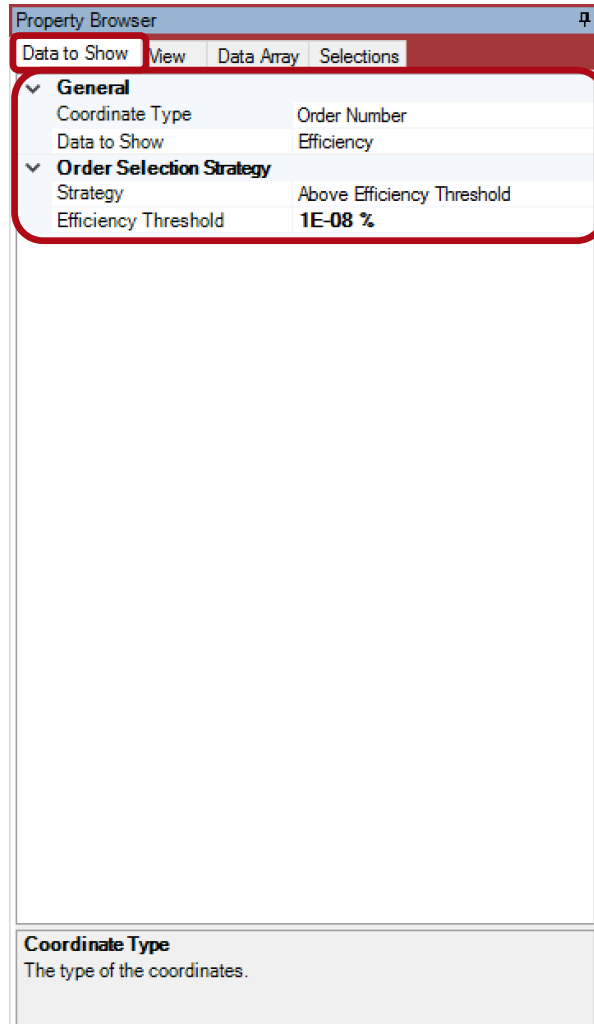 Property Browser
Data to Show View Data Array Selections
General
Coordinate Type Order Number
Data to Show Efficiency
Order Selection Strategy
Strategy Above Efficiency Threshold
Efficiency Threshold 1E-08 %
Coordinate Type
The type of the coordinates.